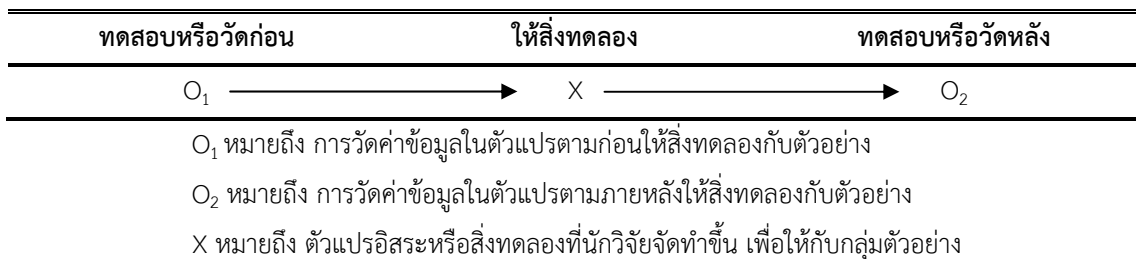 ทดสอบหรือวัดก่อน ให้สิ่งทดลอง ทดสอบหรือวัดหลัง
O₁ X O₂
O₁ หมายถึง การวัดค่าข้อมูลในตัวแปรตามก่อนให้สิ่งทดลองกับตัวอย่าง
O₂ หมายถึง การวัดค่าข้อมูลในตัวแปรตามภายหลังให้สิ่งทดลองกับตัวอย่าง
X หมายถึง ตัวแปรอิสระหรือสิ่งทดลองที่นักวิจัยจัดทำขึ้น เพื่อให้กับกลุ่มตัวอย่าง